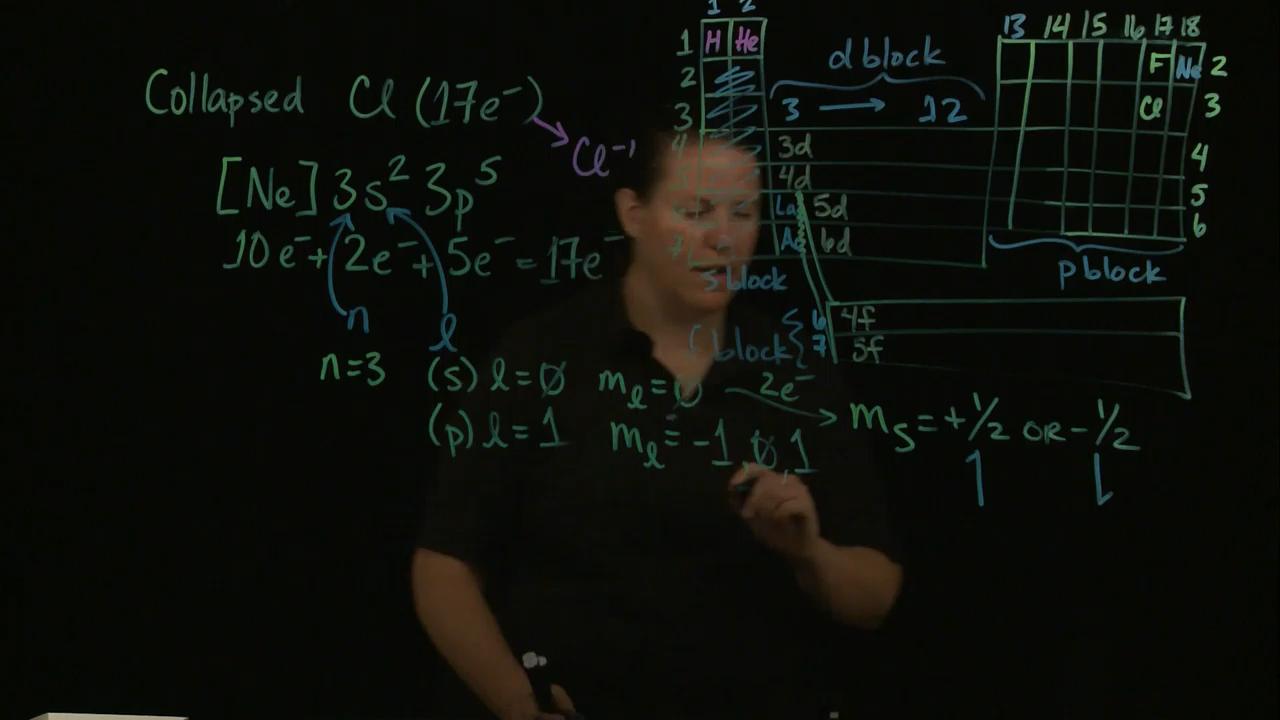 Collapsed Cl (17e⁻)
Cl⁻¹
[Ne] 3s² 3p⁵
10e⁻ + 2e⁻ + 5e⁻ = 17e⁻
n
l
n=3
(s) l = 0 mₗ = 0
(p) l = 1 mₗ = -1, 0, 1
2e⁻
mₛ = +1/2 OR -1/2
1 2
1 H He
2
3
4
7
s block
d block
3 → 12
3d
4d
La 5d
Ac 6d
13 14 15 16 17 18
F Ne 2
Cl 3
4
5
6
p block
f block { 6 4f
7 5f